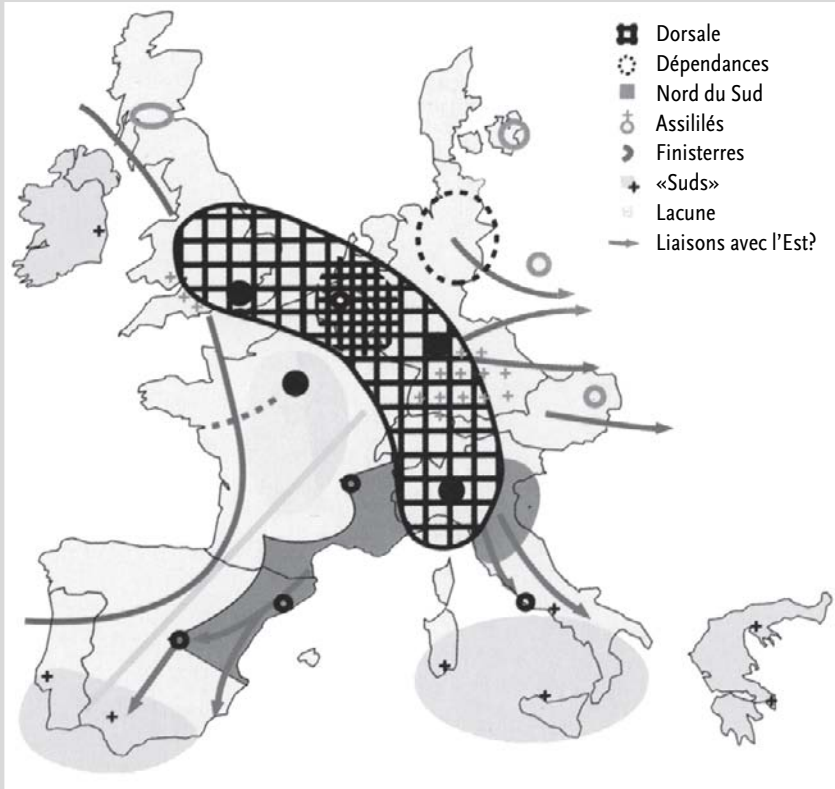 Dorsale
Dépendances
Nord du Sud
Assililés
Finisterres
«Suds»
Lacune
Liaisons avec l'Est?